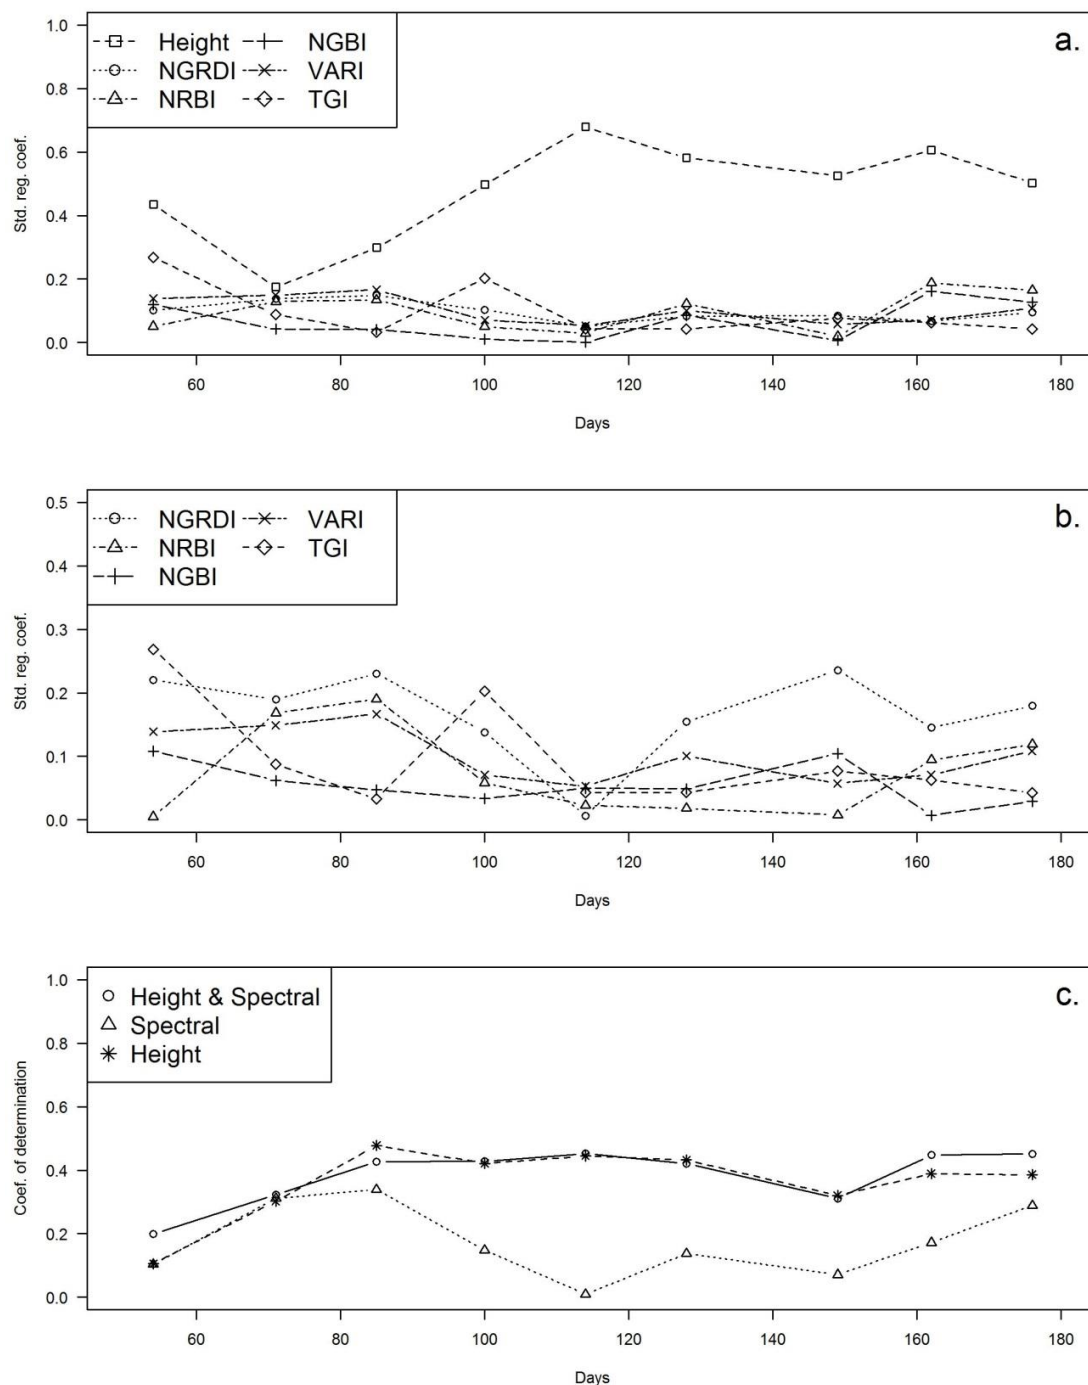 a.
Height NGBI
NGRDI VARI
NRBI TGI
Std. reg. coef.
1.0
0.8
0.6
0.4
0.2
0.0
60 80 100 120 140 160 180
Days
b.
NGRDI VARI
NRBI TGI
NGBI
Std. reg. coef.
0.5
0.4
0.3
0.2
0.1
0.0
60 80 100 120 140 160 180
Days
c.
Height & Spectral
Spectral
Height
Coef. of determination
1.0
0.8
0.6
0.4
0.2
0.0
60 80 100 120 140 160 180
Days